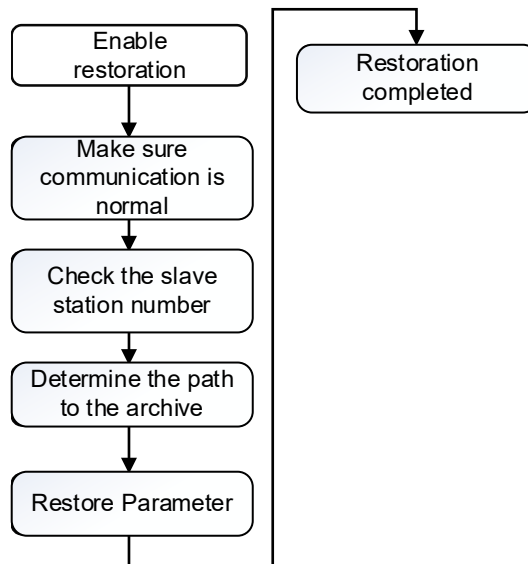 Enable
restoration
Make sure
communication is
normal
Check the slave
station number
Determine the path
to the archive
Restore Parameter
Restoration
completed